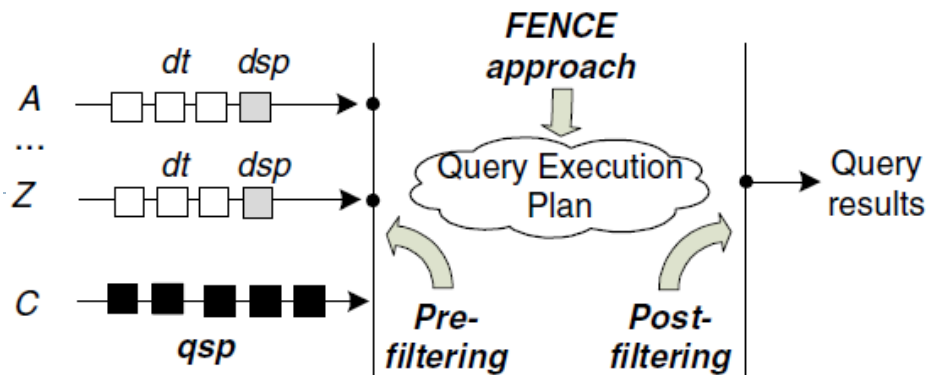 FENCE
approach
dt dsp
A
...
dt dsp
Z
Query Execution
Plan
Query
results
C
qsp
Pre-
filtering
Post-
filtering